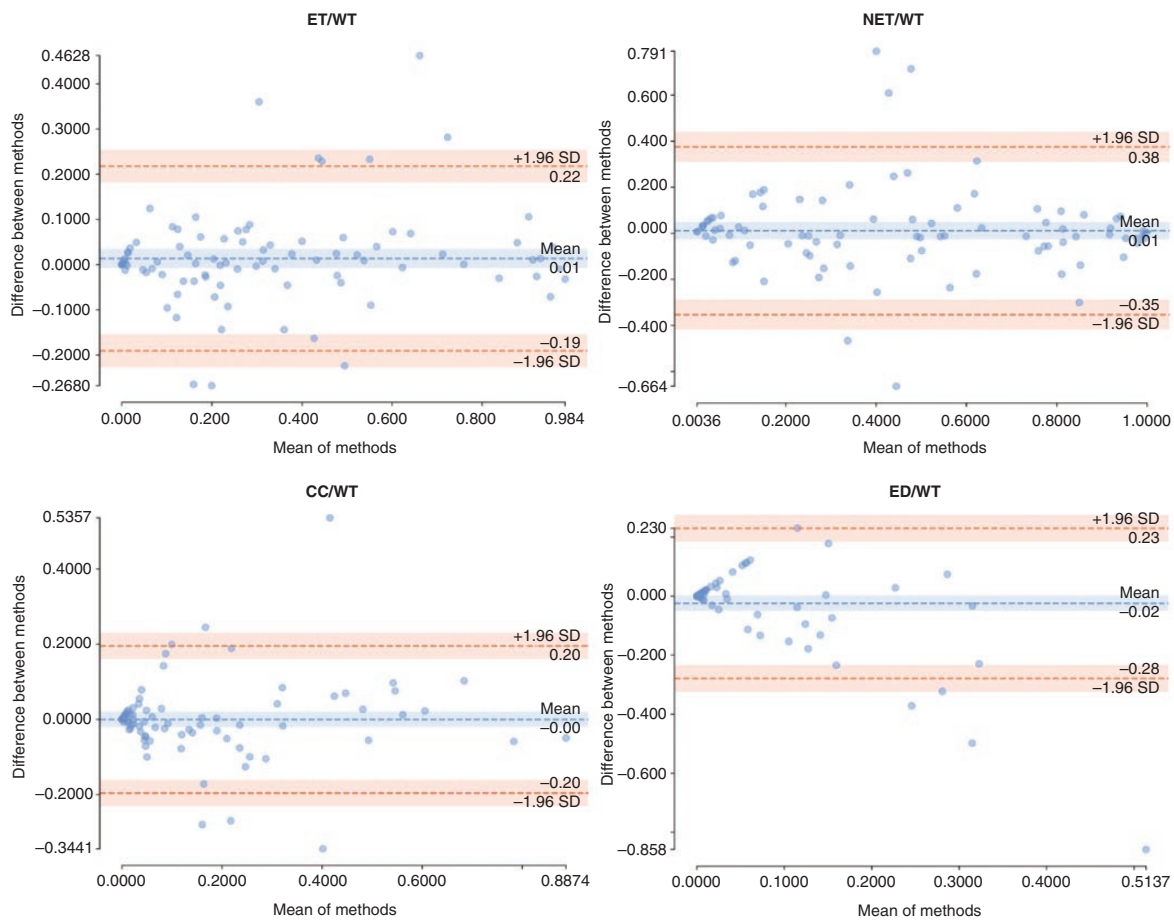 ET/WT
Difference between methods
0.4628
0.4000
0.3000
0.2000
0.1000
0.0000
–0.1000
–0.2000
–0.2680
+1.96 SD
0.22
Mean
0.01
–0.19
–1.96 SD
0.000
0.200
0.400
0.600
0.800
0.984
Mean of methods
NET/WT
Difference between methods
0.791
0.600
0.400
0.200
0.000
–0.200
–0.400
–0.664
+1.96 SD
0.38
Mean
0.01
–0.35
–1.96 SD
0.0036
0.2000
0.4000
0.6000
0.8000
1.0000
Mean of methods
CC/WT
Difference between methods
0.5357
0.4000
0.2000
0.0000
–0.2000
–0.3441
+1.96 SD
0.20
Mean
–0.00
–0.20
–1.96 SD
0.0000
0.2000
0.4000
0.6000
0.8874
Mean of methods
ED/WT
Difference between methods
0.230
0.000
–0.200
–0.400
–0.600
–0.858
+1.96 SD
0.23
Mean
–0.02
–0.28
–1.96 SD
0.0000
0.1000
0.2000
0.3000
0.4000
0.5137
Mean of methods